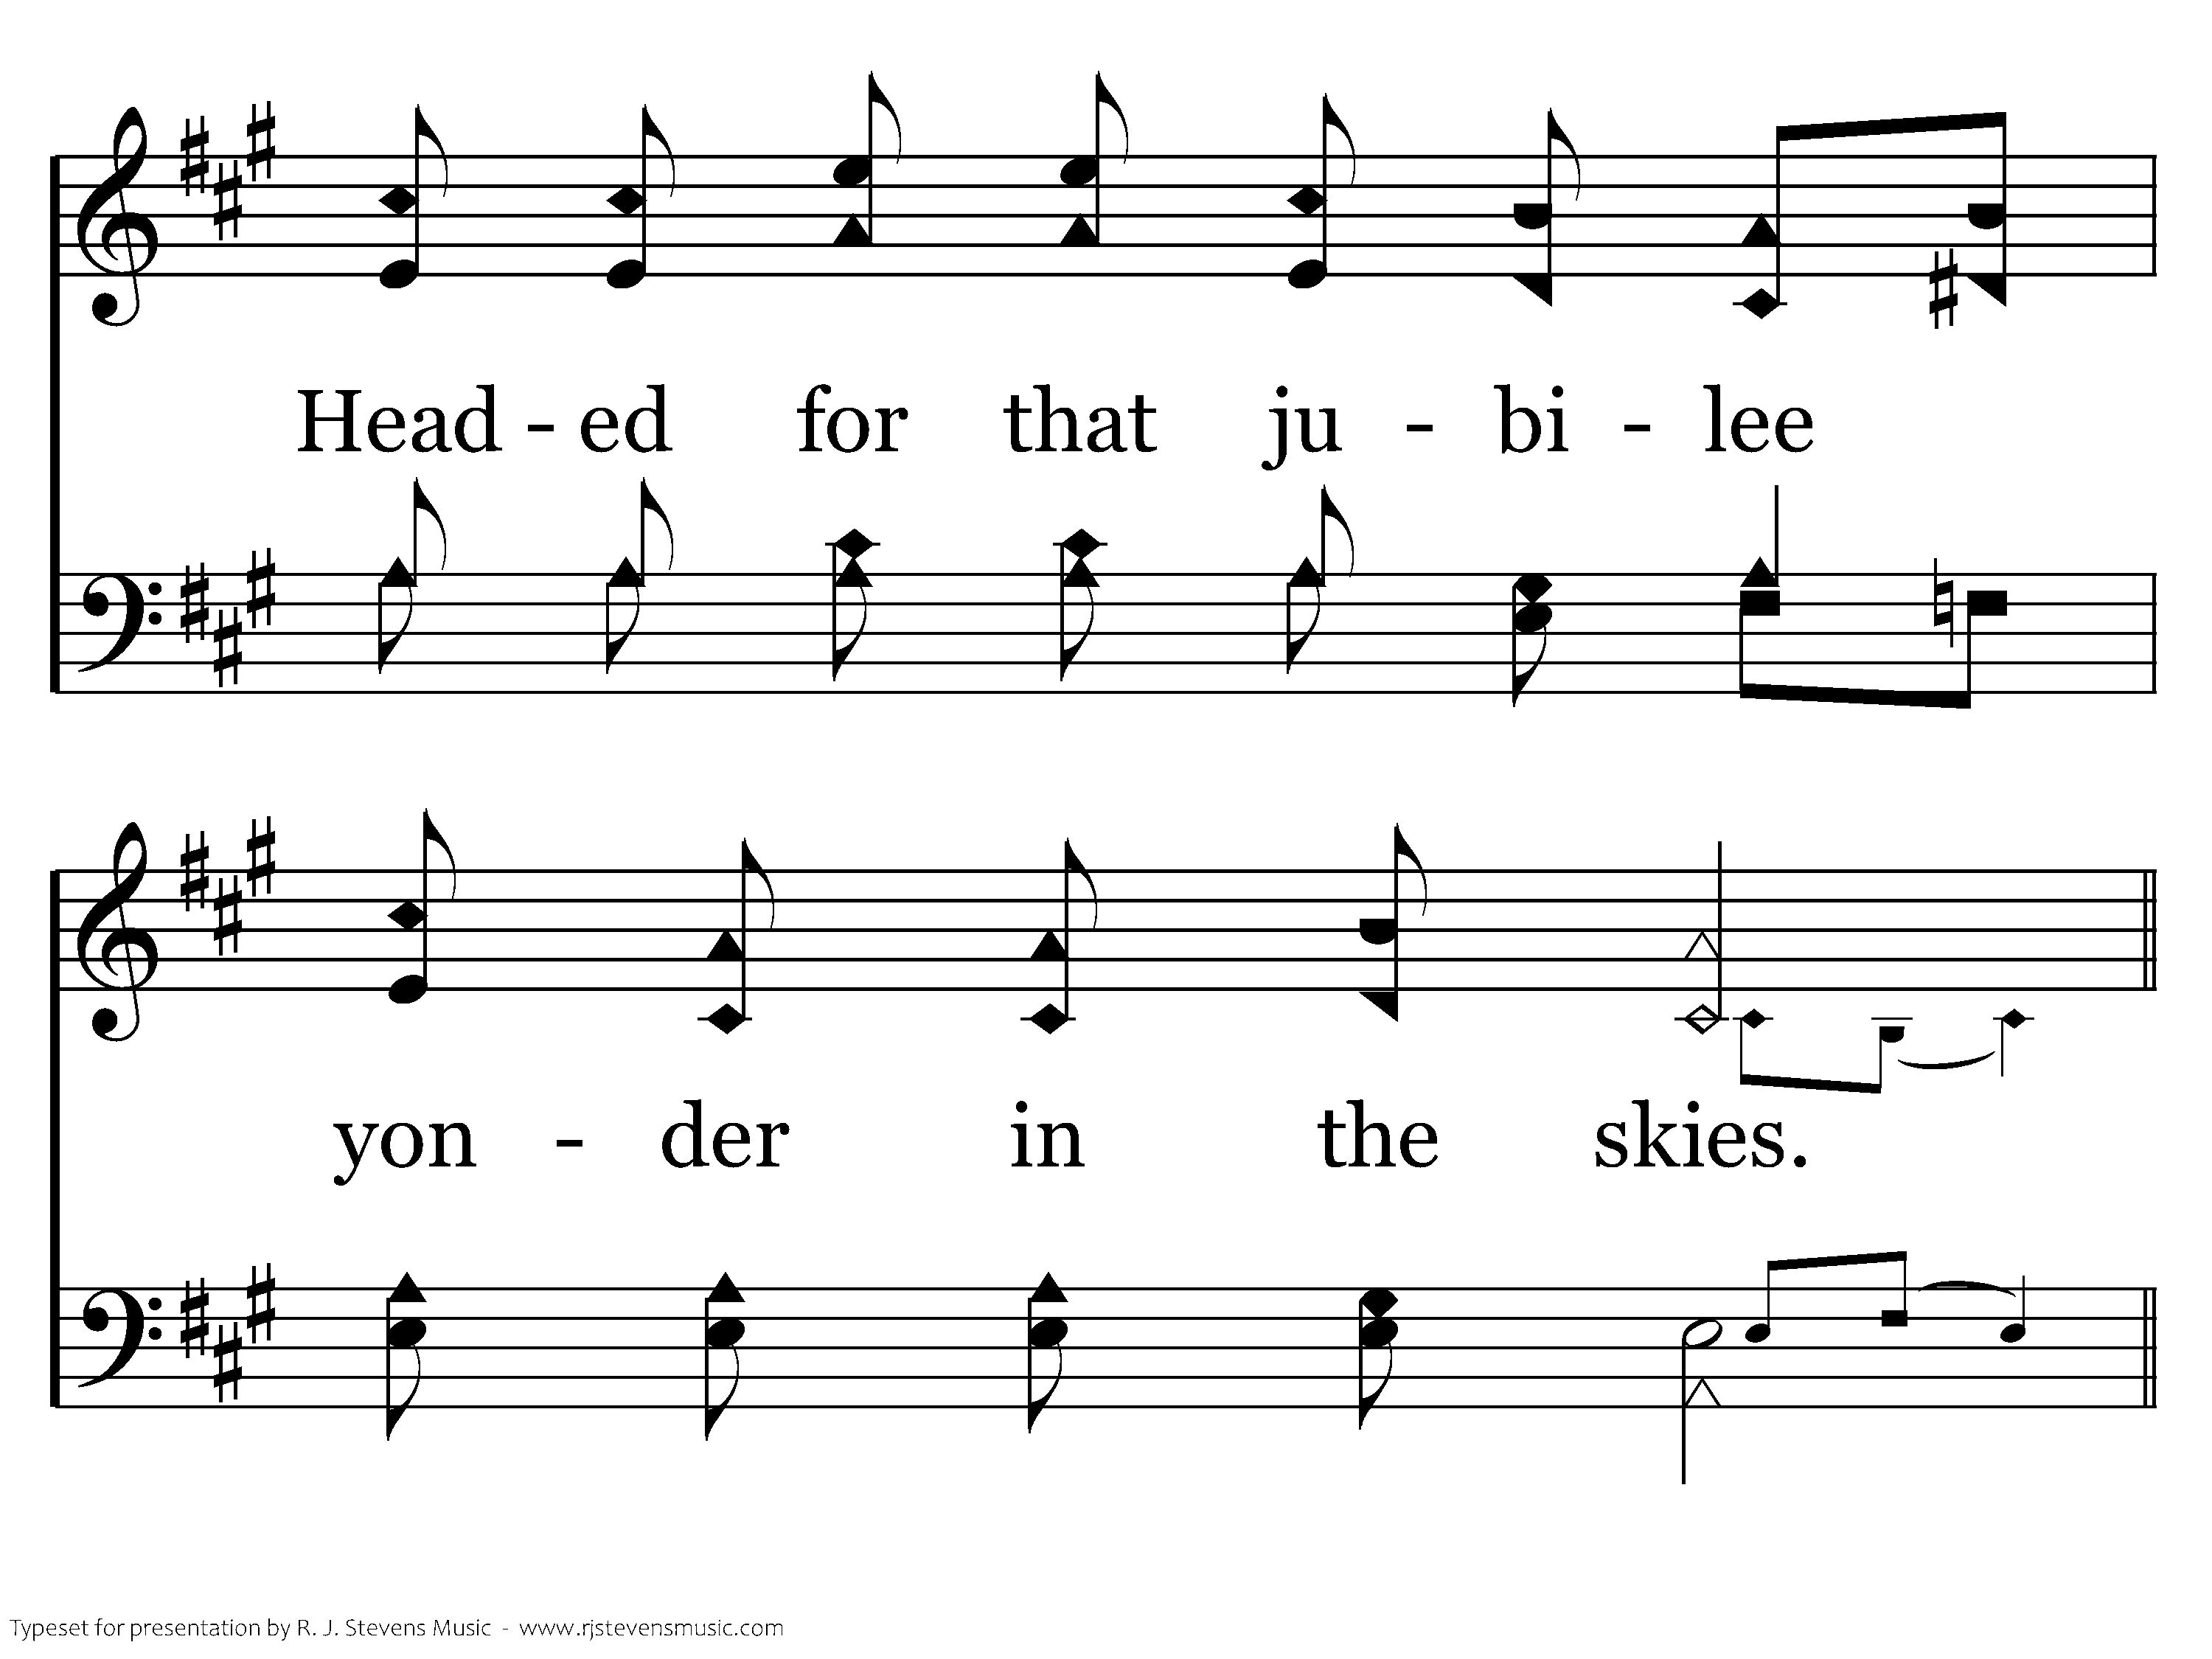 Head - ed for that ju - bi - lee
yon - der in the skies.
Typeset for presentation by R. J. Stevens Music - www.rjstevensmusic.com